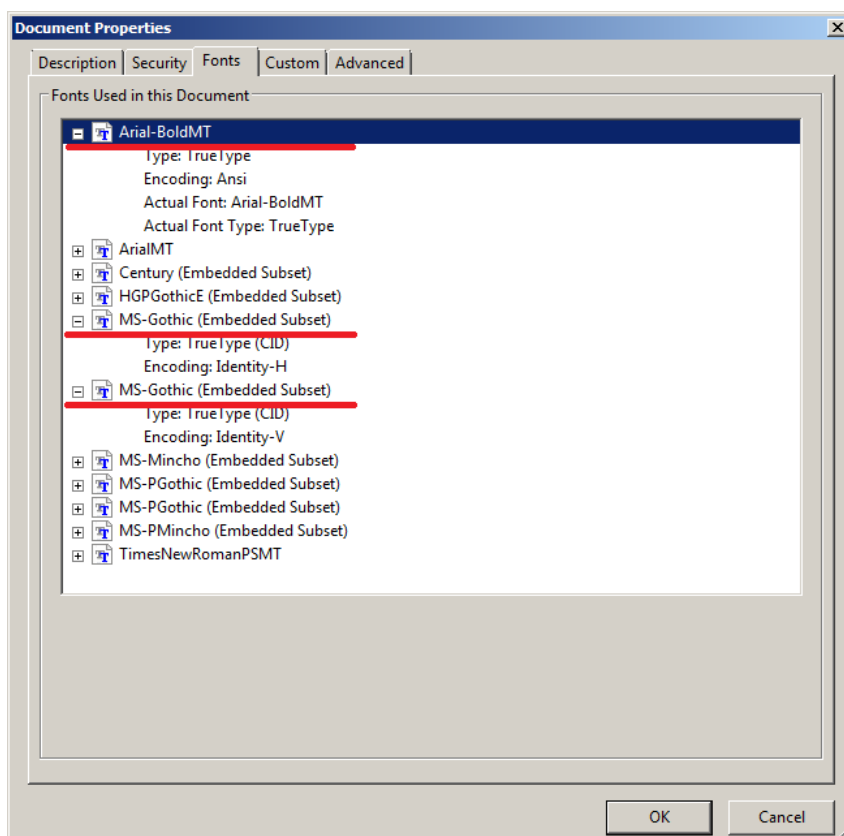 Document Properties
Description Security Fonts Custom Advanced
Fonts Used in this Document
Arial-BoldMT
Type: TrueType
Encoding: Ansi
Actual Font: Arial-BoldMT
Actual Font Type: TrueType
ArialMT
Century (Embedded Subset)
HGPGothicE (Embedded Subset)
MS-Gothic (Embedded Subset)
Type: TrueType (CID)
Encoding: Identity-H
MS-Gothic (Embedded Subset)
Type: TrueType (CID)
Encoding: Identity-V
MS-Mincho (Embedded Subset)
MS-PGothic (Embedded Subset)
MS-PGothic (Embedded Subset)
MS-PMincho (Embedded Subset)
TimesNewRomanPSMT
OK Cancel